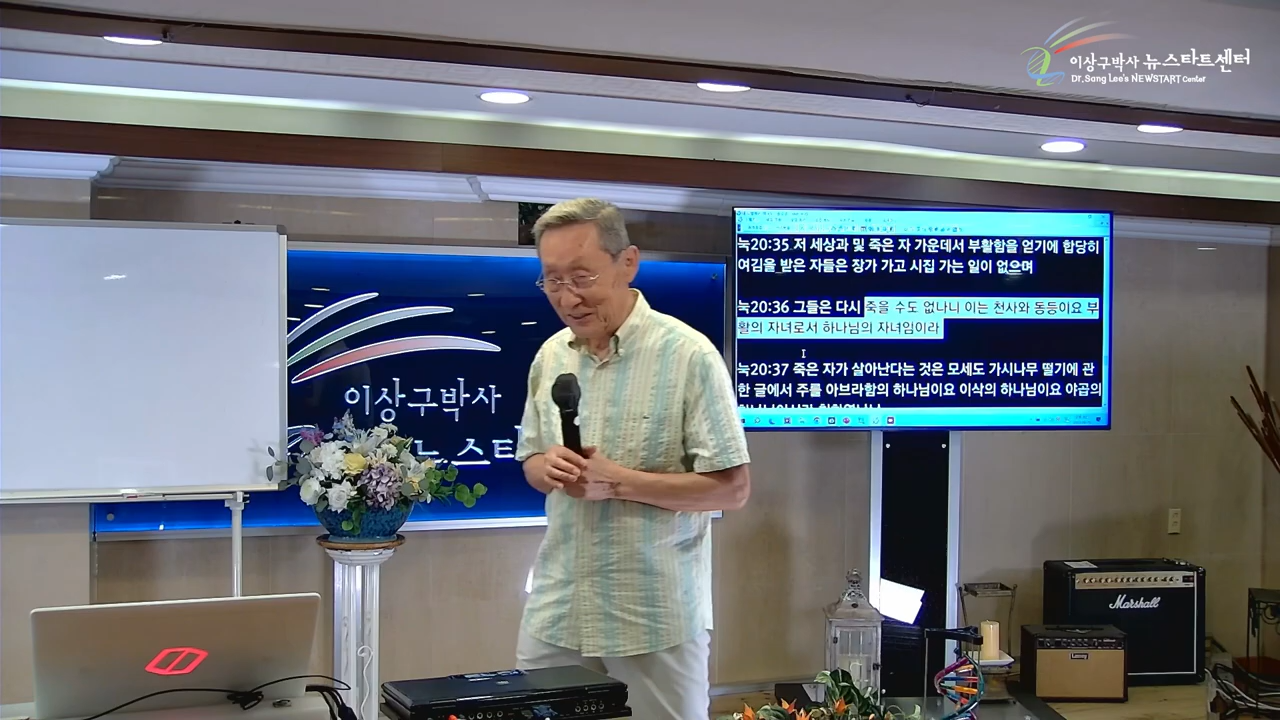 이상구박사 뉴스타트센터
Dr. Sang Lee's NEWSTART Center
눅20:35 저 세상과 및 죽은 자 가운데서 부활함을 얻기에 합당히
여김을 받은 자들은 장가 가고 시집 가는 일이 없으며
눅20:36 그들은 다시 죽을 수도 없나니 이는 천사와 동등이요 부
활의 자녀로서 하나님의 자녀임이라
눅20:37 죽은 자가 살아난다는 것은 모세도 가시나무 떨기에 관
한 글에서 주를 아브라함의 하나님이요 이삭의 하나님이요 야곱의
이상구박사
뉴스타
Marshall
Laney